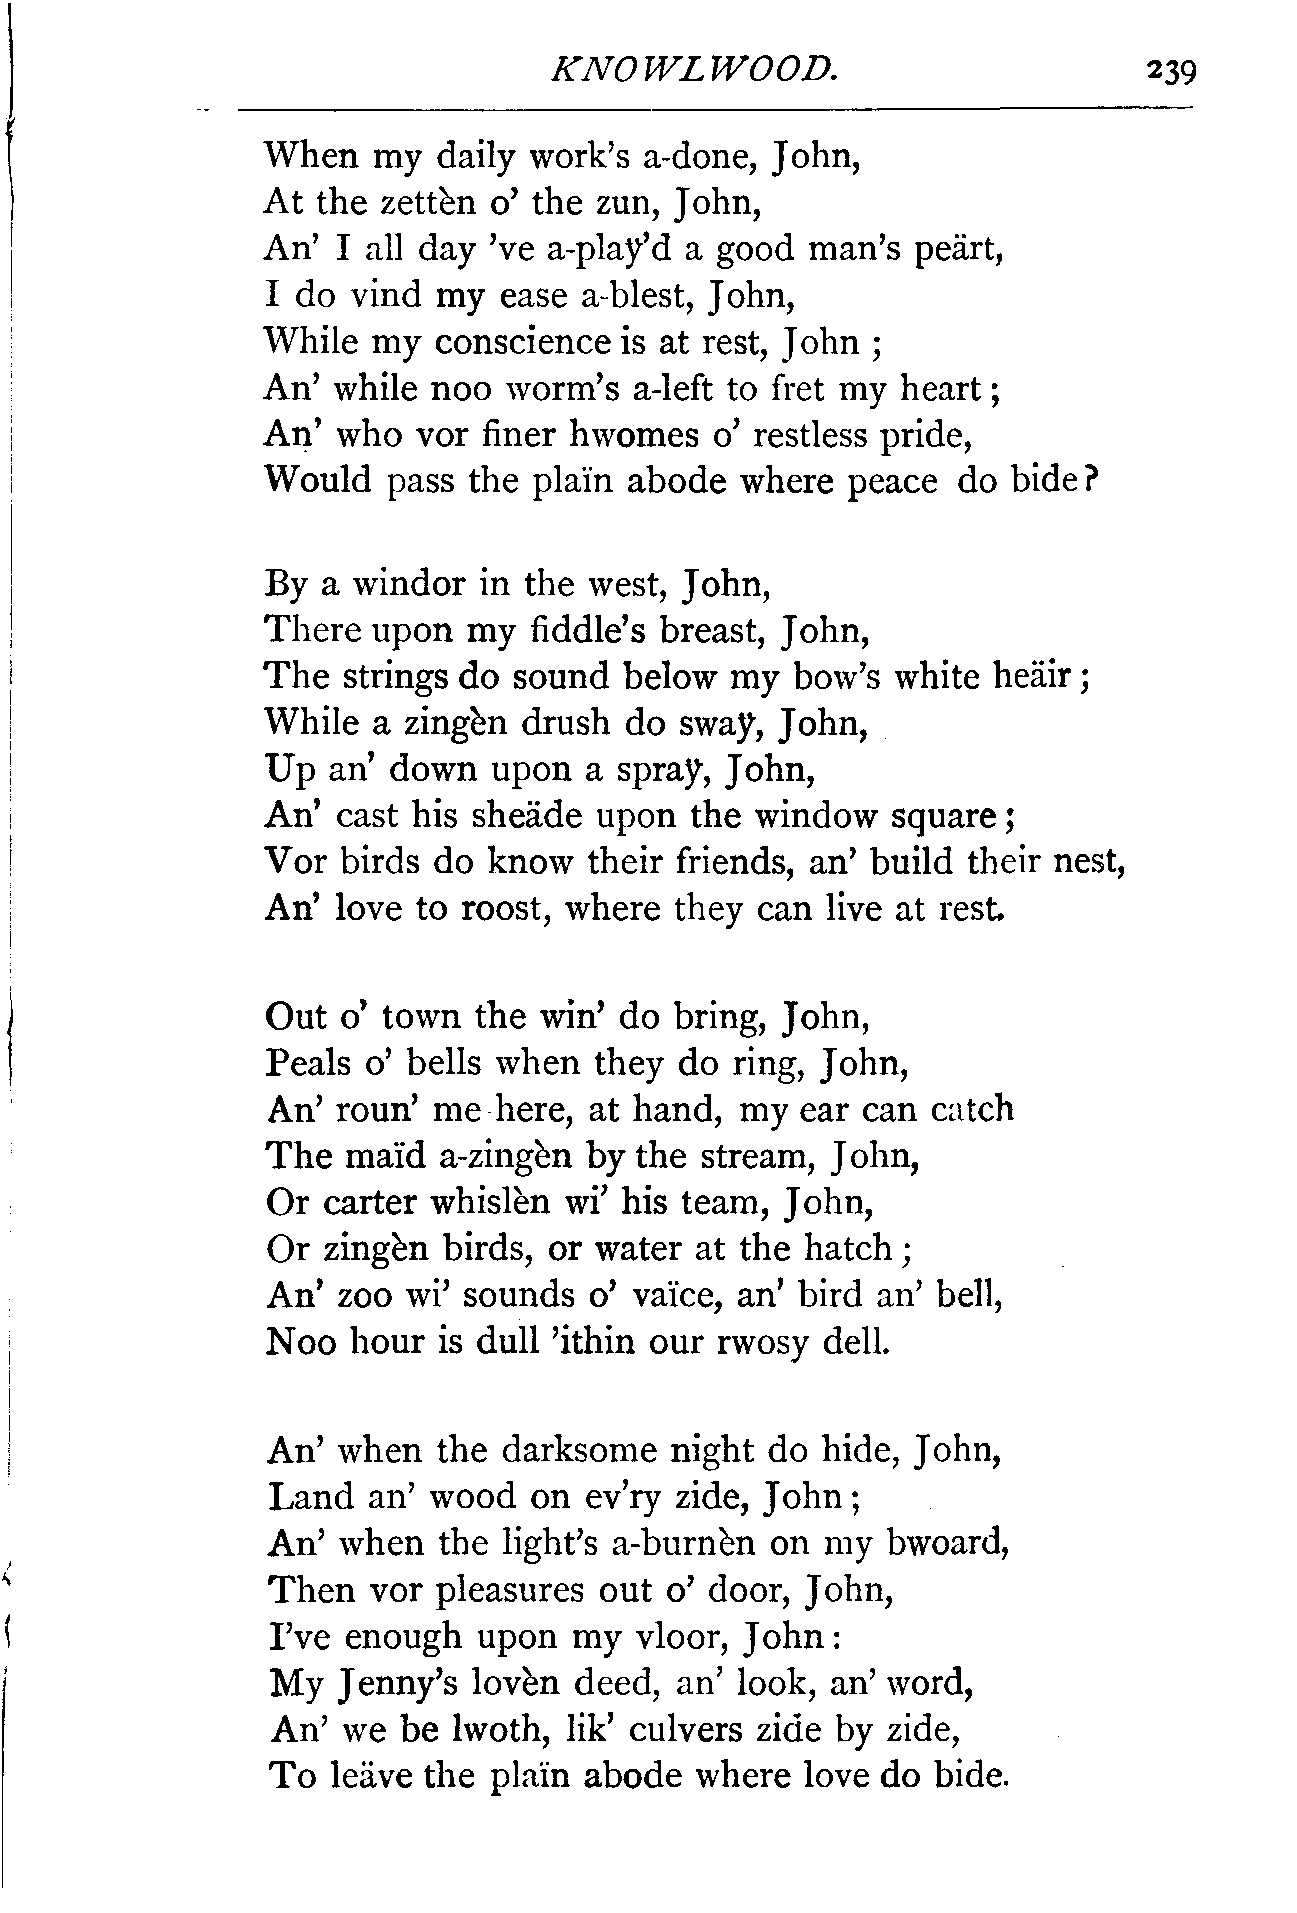 KNOWLWOOD. 239
When my daily work's a-done, John,
At the zettèn o' the zun, John,
An' I all day 've a-plaÿ'd a good man's peärt,
I do vind my ease a-blest, John,
While my conscience is at rest, John ;
An' while noo worm's a-left to fret my heart ;
An' who vor finer hwomes o' restless pride,
Would pass the plaïn abode where peace do bide?
By a windor in the west, John,
There upon my fiddle's breast, John,
The strings do sound below my bow's white heäir ;
While a zingèn drush do swaÿ, John,
Up an' down upon a spraÿ, John,
An' cast his sheäde upon the window square ;
Vor birds do know their friends, an' build their nest,
An' love to roost, where they can live at rest.
Out o' town the win' do bring, John,
Peals o' bells when they do ring, John,
An' roun' me here, at hand, my ear can catch
The maïd a-zingèn by the stream, John,
Or carter whislèn wi' his team, John,
Or zingèn birds, or water at the hatch ;
An' zoo wi' sounds o' vaïce, an' bird an' bell,
Noo hour is dull 'ithin our rwosy dell.
An' when the darksome night do hide, John,
Land an' wood on ev'ry zide, John ;
An' when the light's a-burnèn on my bwoard,
Then vor pleasures out o' door, John,
I've enough upon my vloor, John :
My Jenny's lovèn deed, an' look, an' word,
An' we be lwoth, lik' culvers zide by zide,
To leäve the plaïn abode where love do bide.